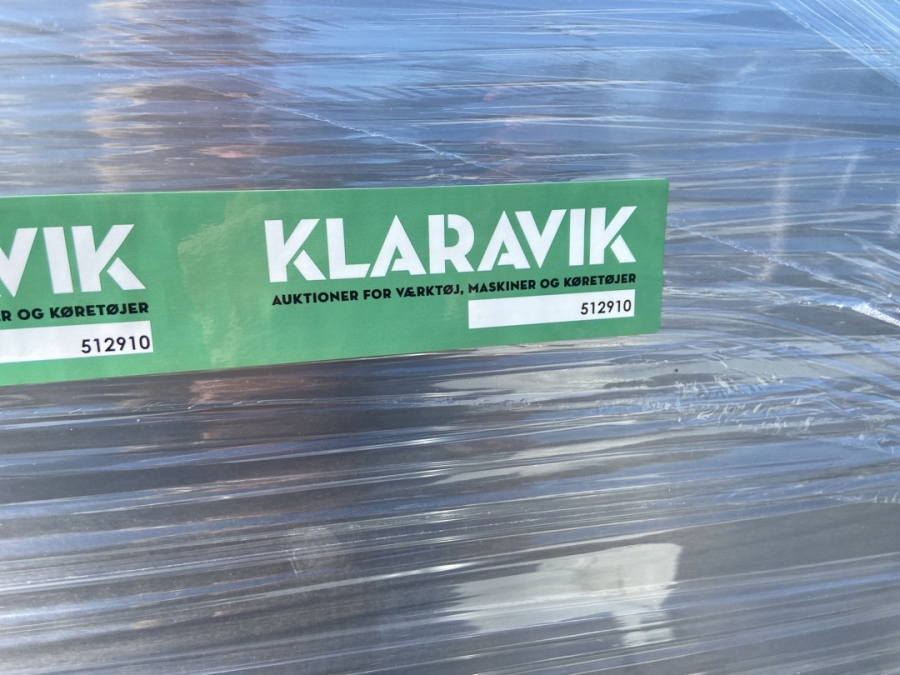 VIK
ER OG KØRETØJER
512910
KLARAVIK
AUKTIONER FOR VÆRKTØJ, MASKINER OG KØRETØJER
512910